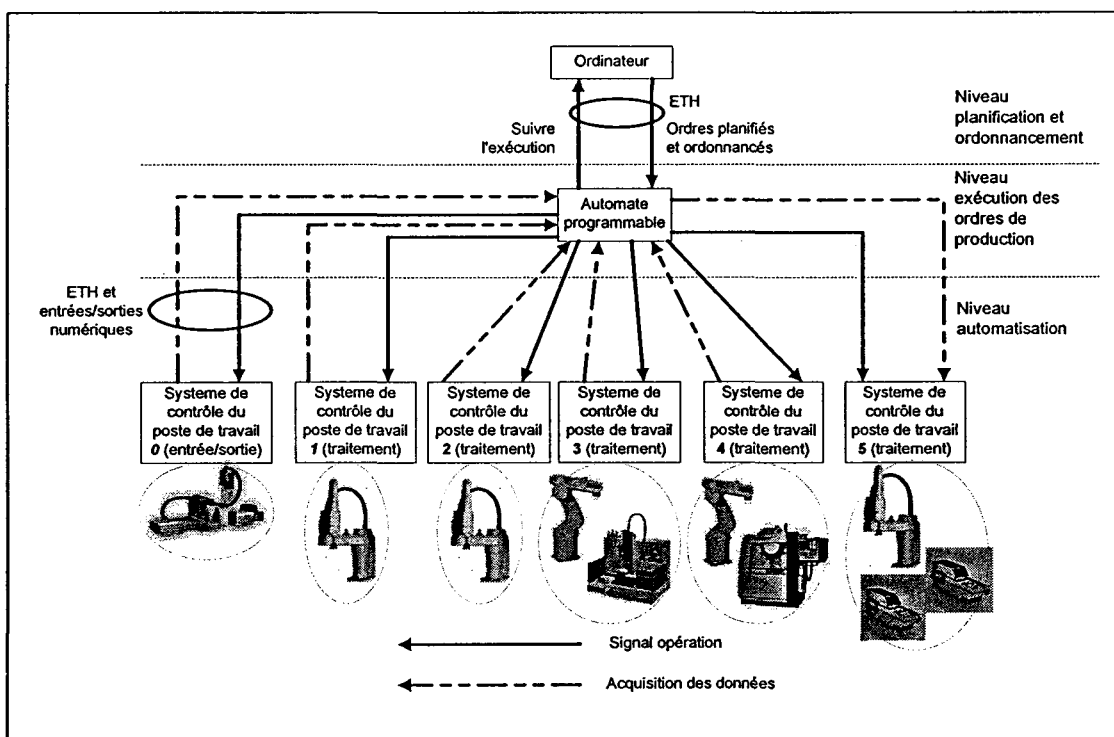 Ordinateur
ETH
Suivre
l'exécution
Ordres planifiés
et ordonnancés
Niveau
planification et
ordonnancement
Automate
programmable
Niveau
exécution des
ordres de
production
ETH et
entrées/sorties
numériques
Niveau
automatisation
Systeme de
contrôle du
poste de travail
0 (entrée/sortie)
Systeme de
contrôle du
poste de travail
1 (traitement)
Systeme de
contrôle du
poste de travail
2 (traitement)
Systeme de
contrôle du
poste de travail
3 (traitement)
Systeme de
contrôle du
poste de travail
4 (traitement)
Systeme de
contrôle du
poste de travail
5 (traitement)
Signal opération
Acquisition des données